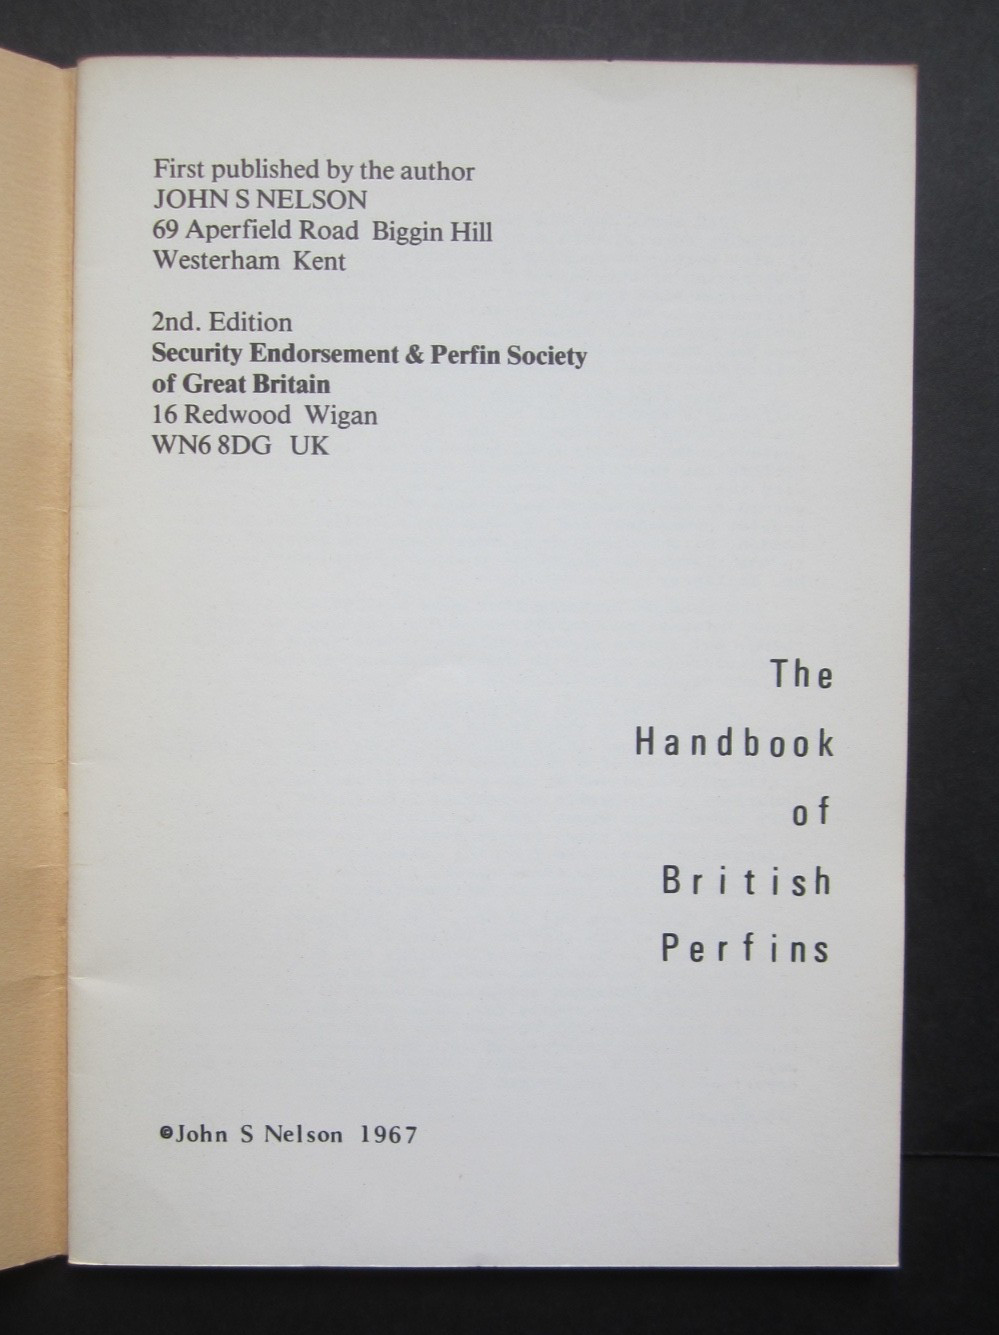 First published by the author
JOHN S NELSON
69 Aperfield Road Biggin Hill
Westerham Kent
2nd. Edition
Security Endorsement & Perfin Society
of Great Britain
16 Redwood Wigan
WN6 8DG UK
The
Handbook
of
British
Perfins
©John S Nelson 1967